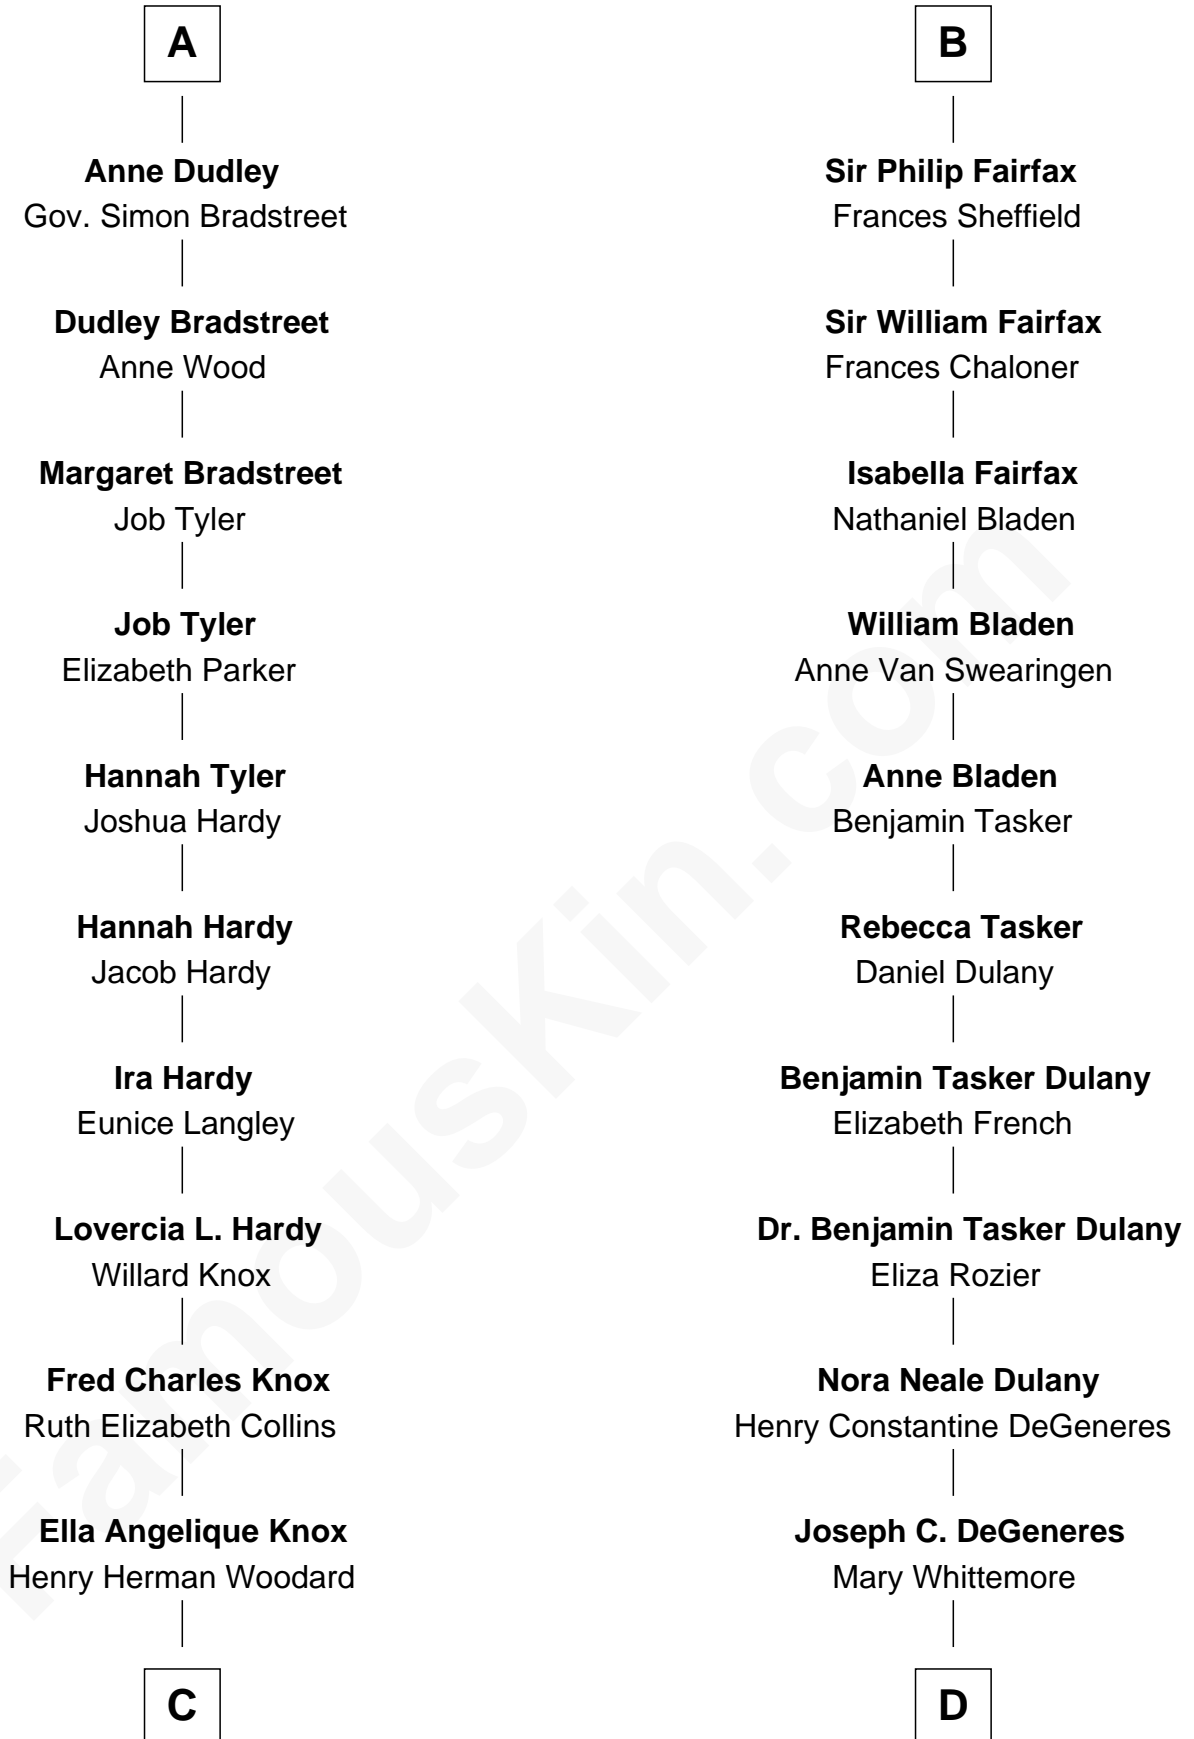 A
Anne Dudley
Gov. Simon Bradstreet
Dudley Bradstreet
Anne Wood
Margaret Bradstreet
Job Tyler
Job Tyler
Elizabeth Parker
Hannah Tyler
Joshua Hardy
Hannah Hardy
Jacob Hardy
Ira Hardy
Eunice Langley
Lovercia L. Hardy
Willard Knox
Fred Charles Knox
Ruth Elizabeth Collins
Ella Angelique Knox
Henry Herman Woodard
C
B
Sir Philip Fairfax
Frances Sheffield
Sir William Fairfax
Frances Chaloner
Isabella Fairfax
Nathaniel Bladen
William Bladen
Anne Van Swearingen
Anne Bladen
Benjamin Tasker
Rebecca Tasker
Daniel Dulany
Benjamin Tasker Dulany
Elizabeth French
Dr. Benjamin Tasker Dulany
Eliza Rozier
Nora Neale Dulany
Henry Constantine DeGeneres
Joseph C. DeGeneres
Mary Whittemore
D
FamousKin.com